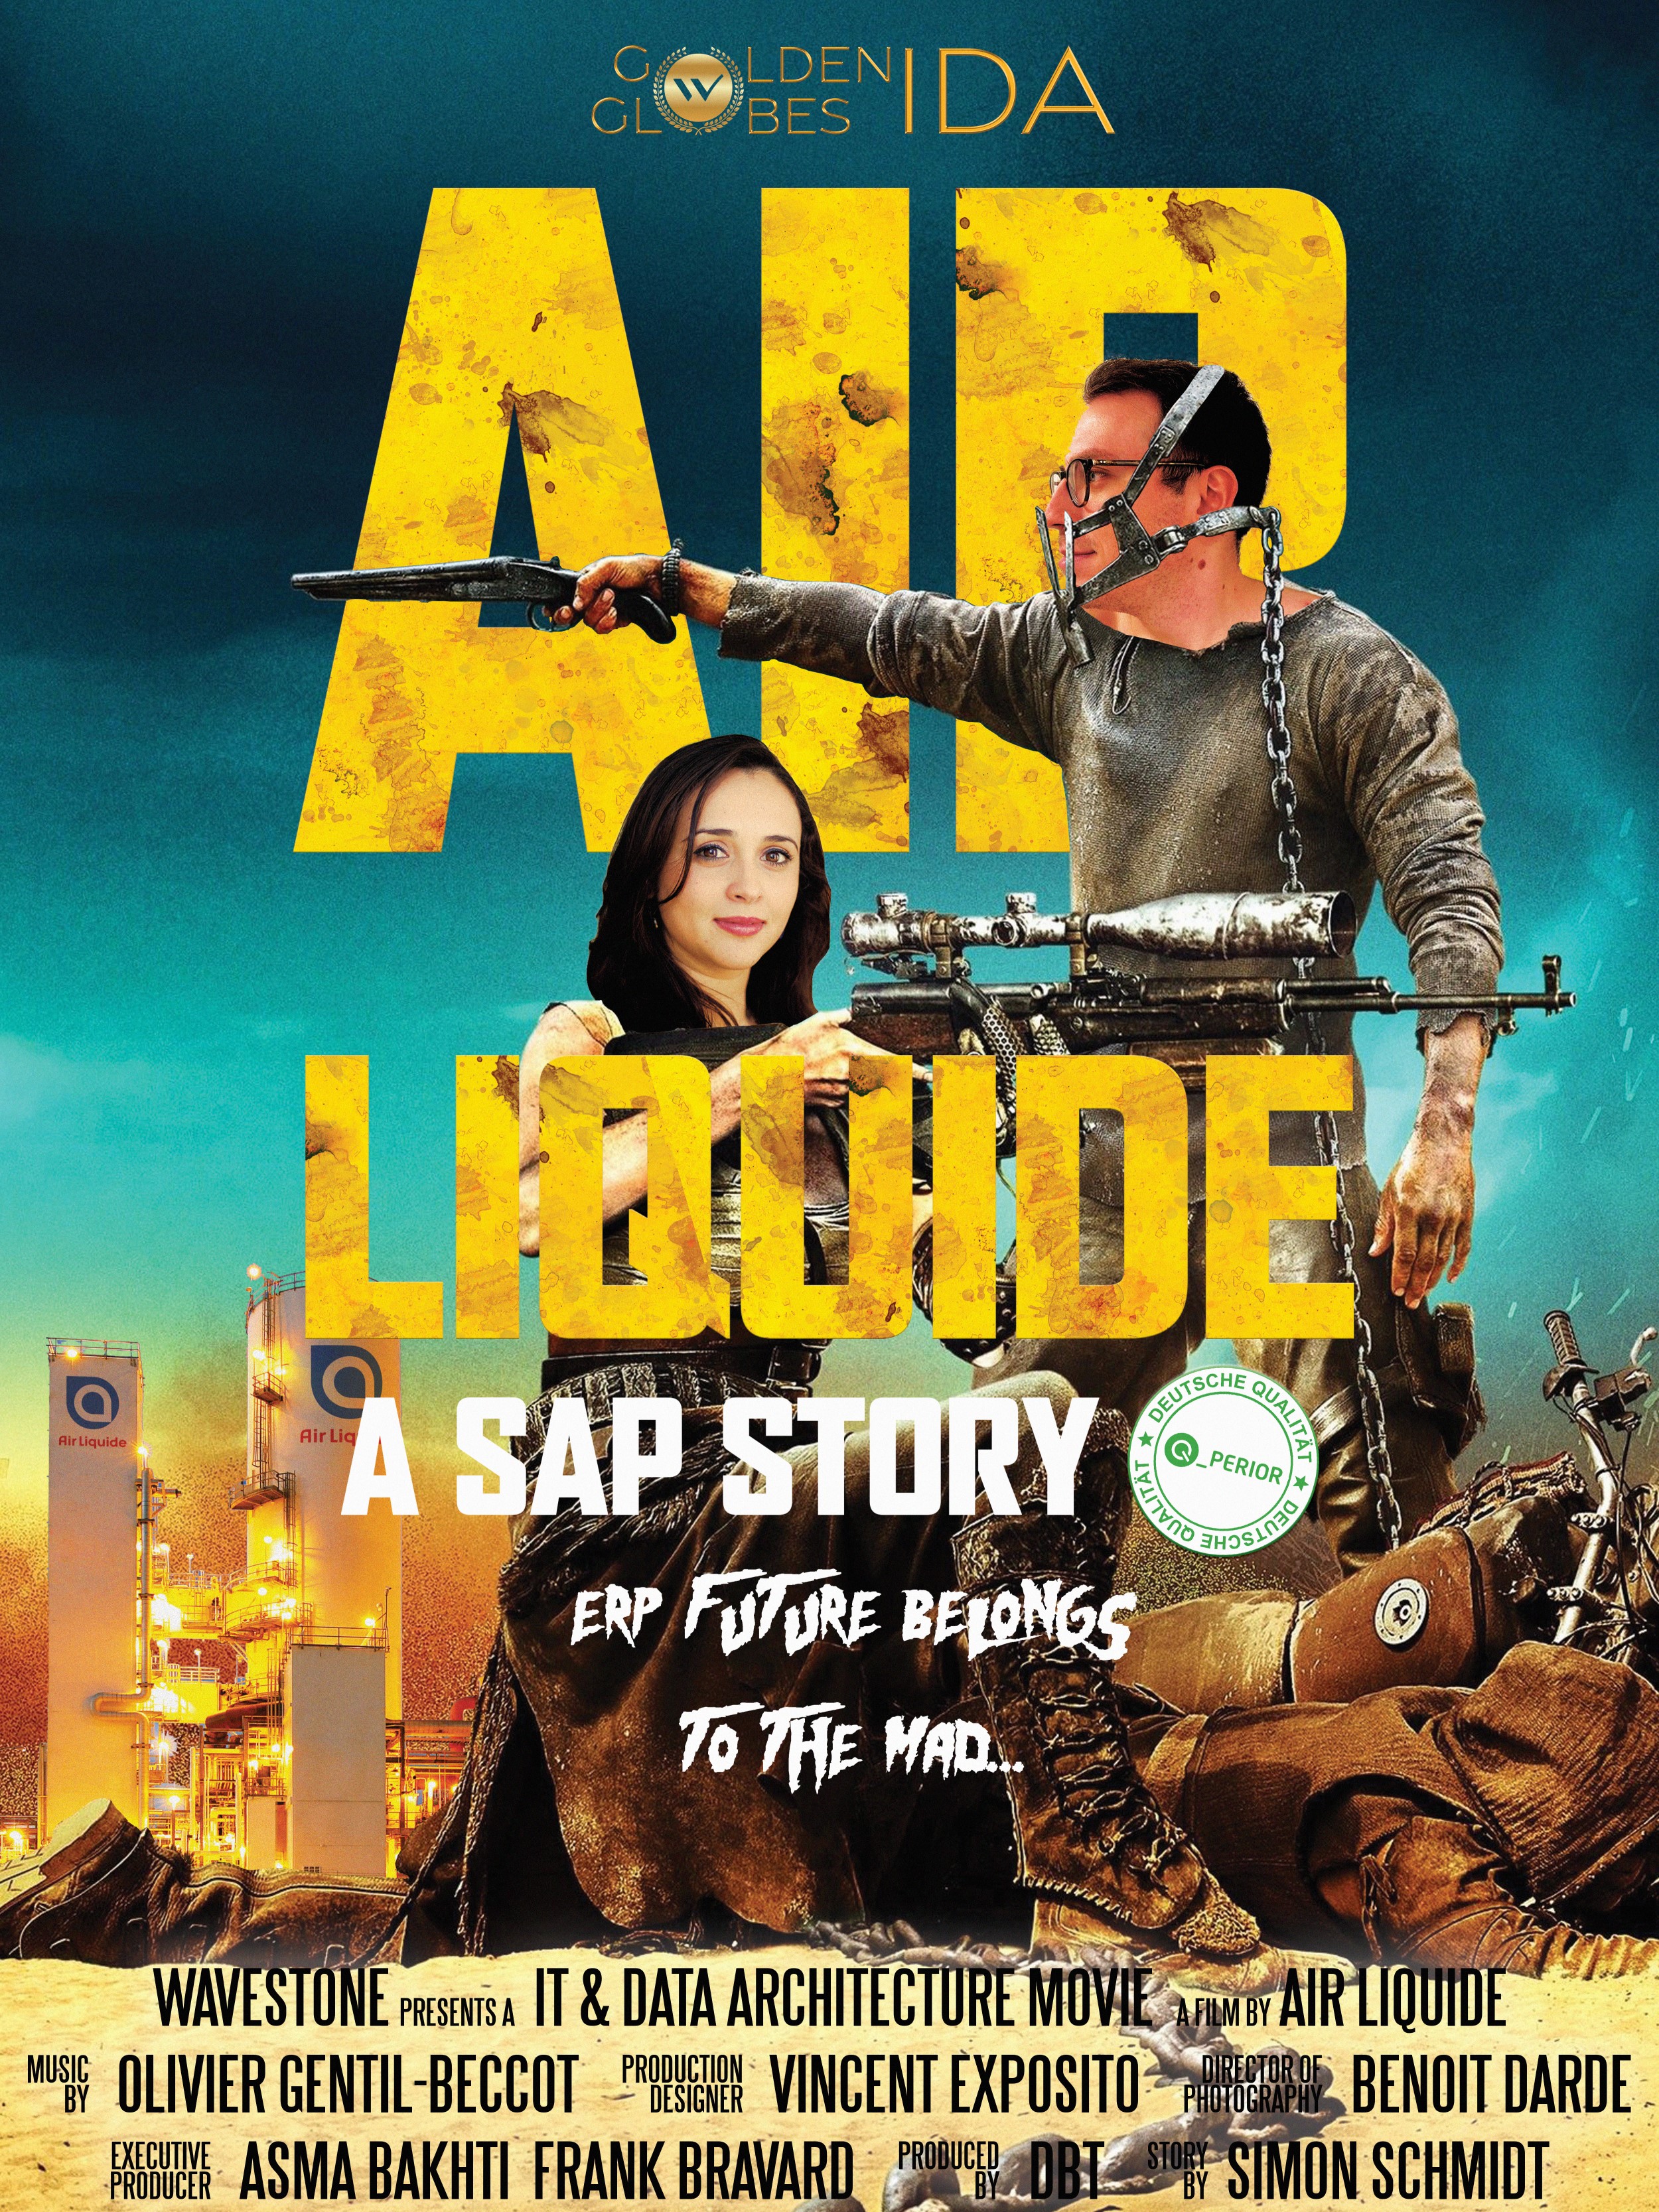 GOLDEN GLOBES IDA
AIR
LIQUIDE
Air Liquide
Air Liq
A SAP STORY
DEUTSCHE QUALITÄT ★ DEUTSCHE QUALITÄT ★
Q_PERIOR
ERP FUTURE BELONGS
TO THE MAD...
WAVESTONE PRESENTS A IT & DATA ARCHITECTURE MOVIE A FILM BY AIR LIQUIDE
MUSIC BY OLIVIER GENTIL-BECCOT PRODUCTION DESIGNER VINCENT EXPOSITO DIRECTOR OF PHOTOGRAPHY BENOIT DARDE
EXECUTIVE PRODUCER ASMA BAKHTI FRANK BRAVARD PRODUCED BY DBT STORY BY SIMON SCHMIDT